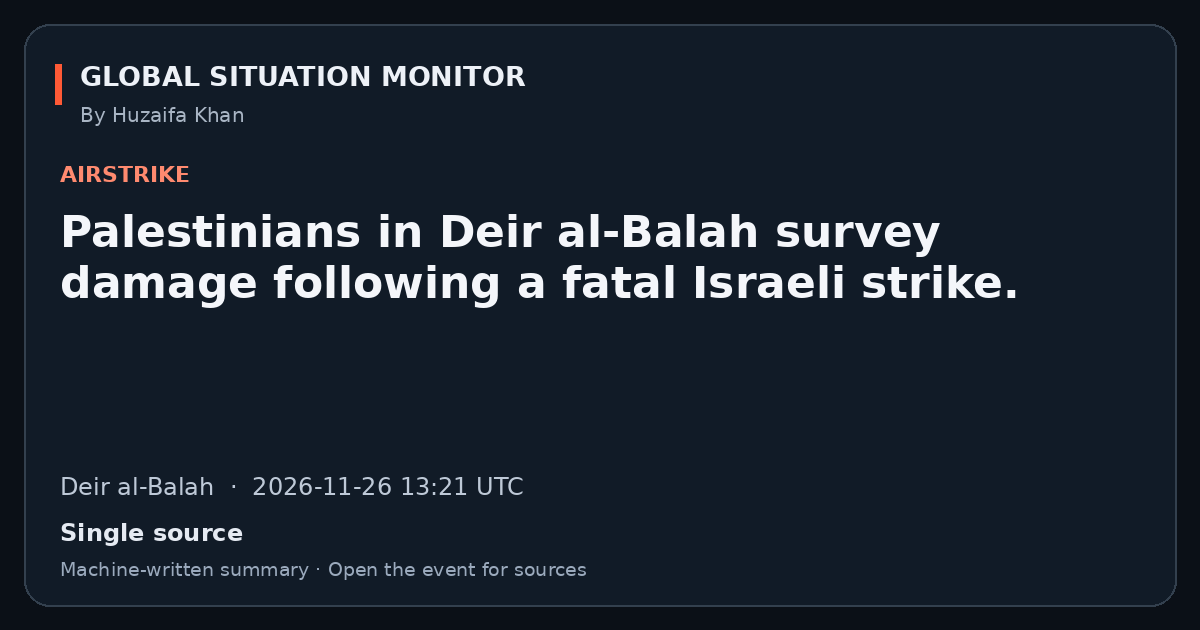 GLOBAL SITUATION MONITOR
By Huzaifa Khan
AIRSTRIKE
Palestinians in Deir al-Balah survey
damage following a fatal Israeli strike.
Deir al-Balah · 2026-11-26 13:21 UTC
Single source
Machine-written summary · Open the event for sources